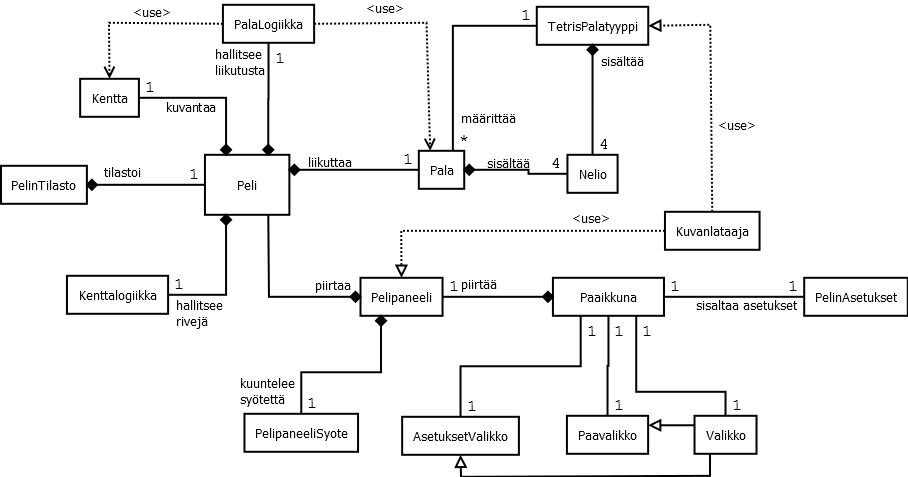 <use>
PalaLogiikka
<use>
1
TetrisPalatyyppi
hallitsee
liikutusta
1
sisältää
Kentta
1
kuvantaa
määrittää
*
<use>
4
PelinTilasto
tilastoi
1
Peli
liikuttaa
1
Pala
sisältää
4
Nelio
<use>
Kuvanlataaja
Kenttalogiikka
1
hallitsee
rivejä
piirtaa
Pelipaneeli
1
piirtää
Paaikkuna
1
1
sisaltaa asetukset
PelinAsetukset
1
1
1
kuuntelee
syötettä
1
PelipaneeliSyote
1
AsetuksetValikko
1
Paavalikko
1
Valikko